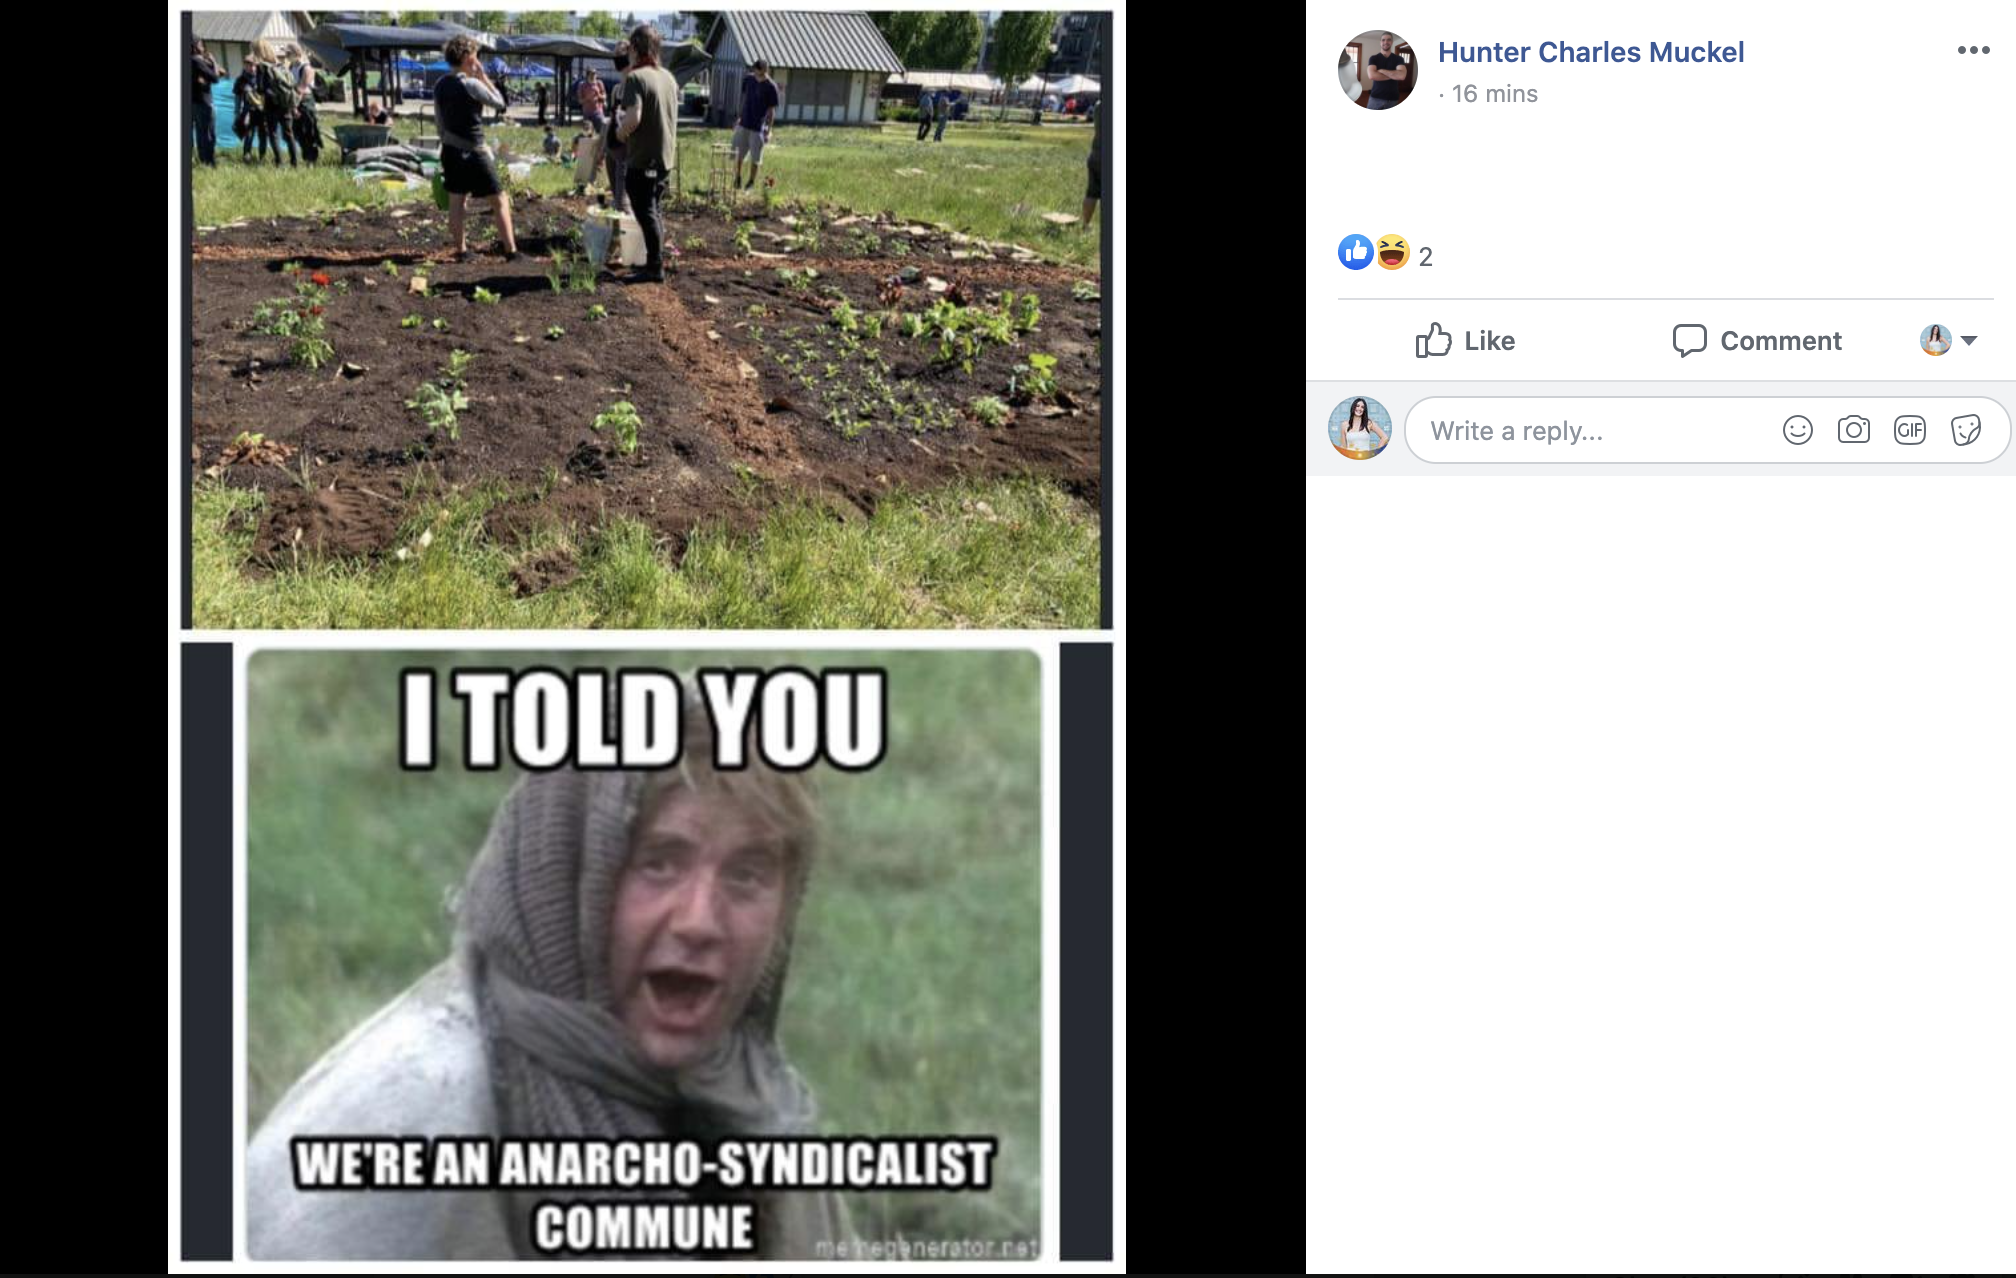 Hunter Charles Muckel
· 16 mins
2
Like
Comment
Write a reply...
GIF
I TOLD YOU
WE'RE AN ANARCHO-SYNDICALIST
COMMUNE
memegenerator.net